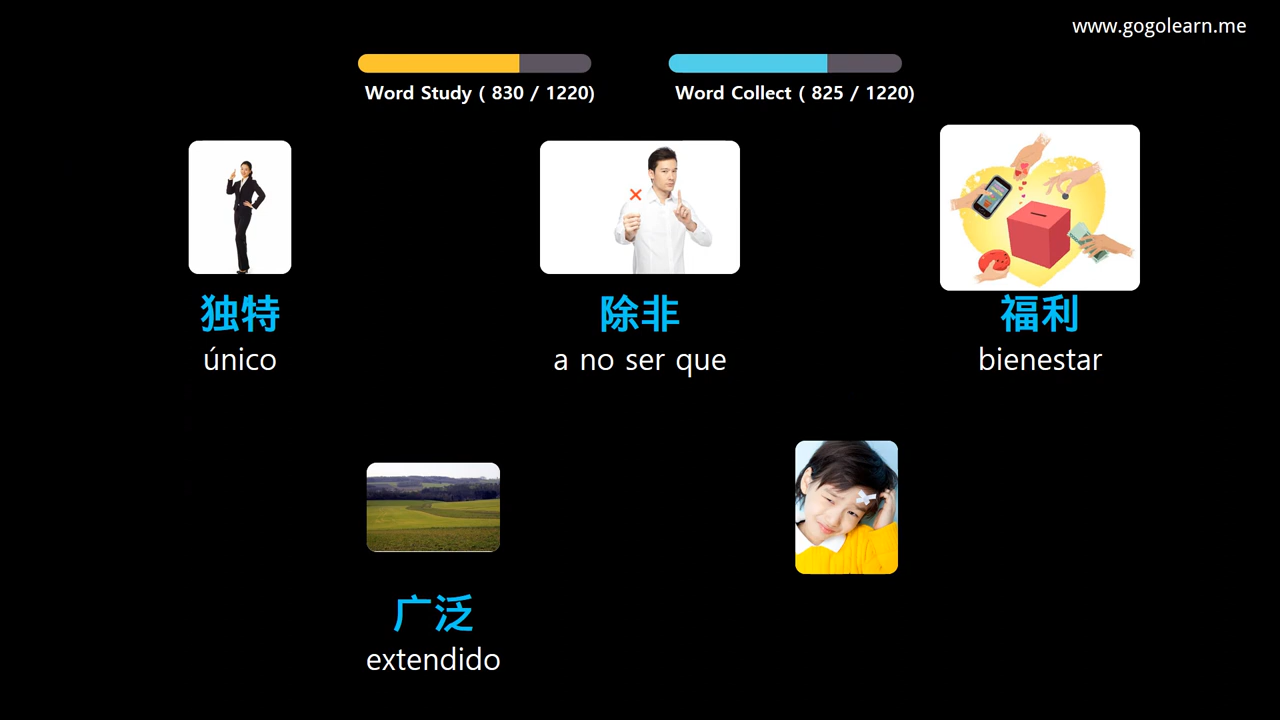 www.gogolearn.me
Word Study ( 830 / 1220)
Word Collect ( 825 / 1220)
独特
único
除非
a no ser que
福利
bienestar
广泛
extendido